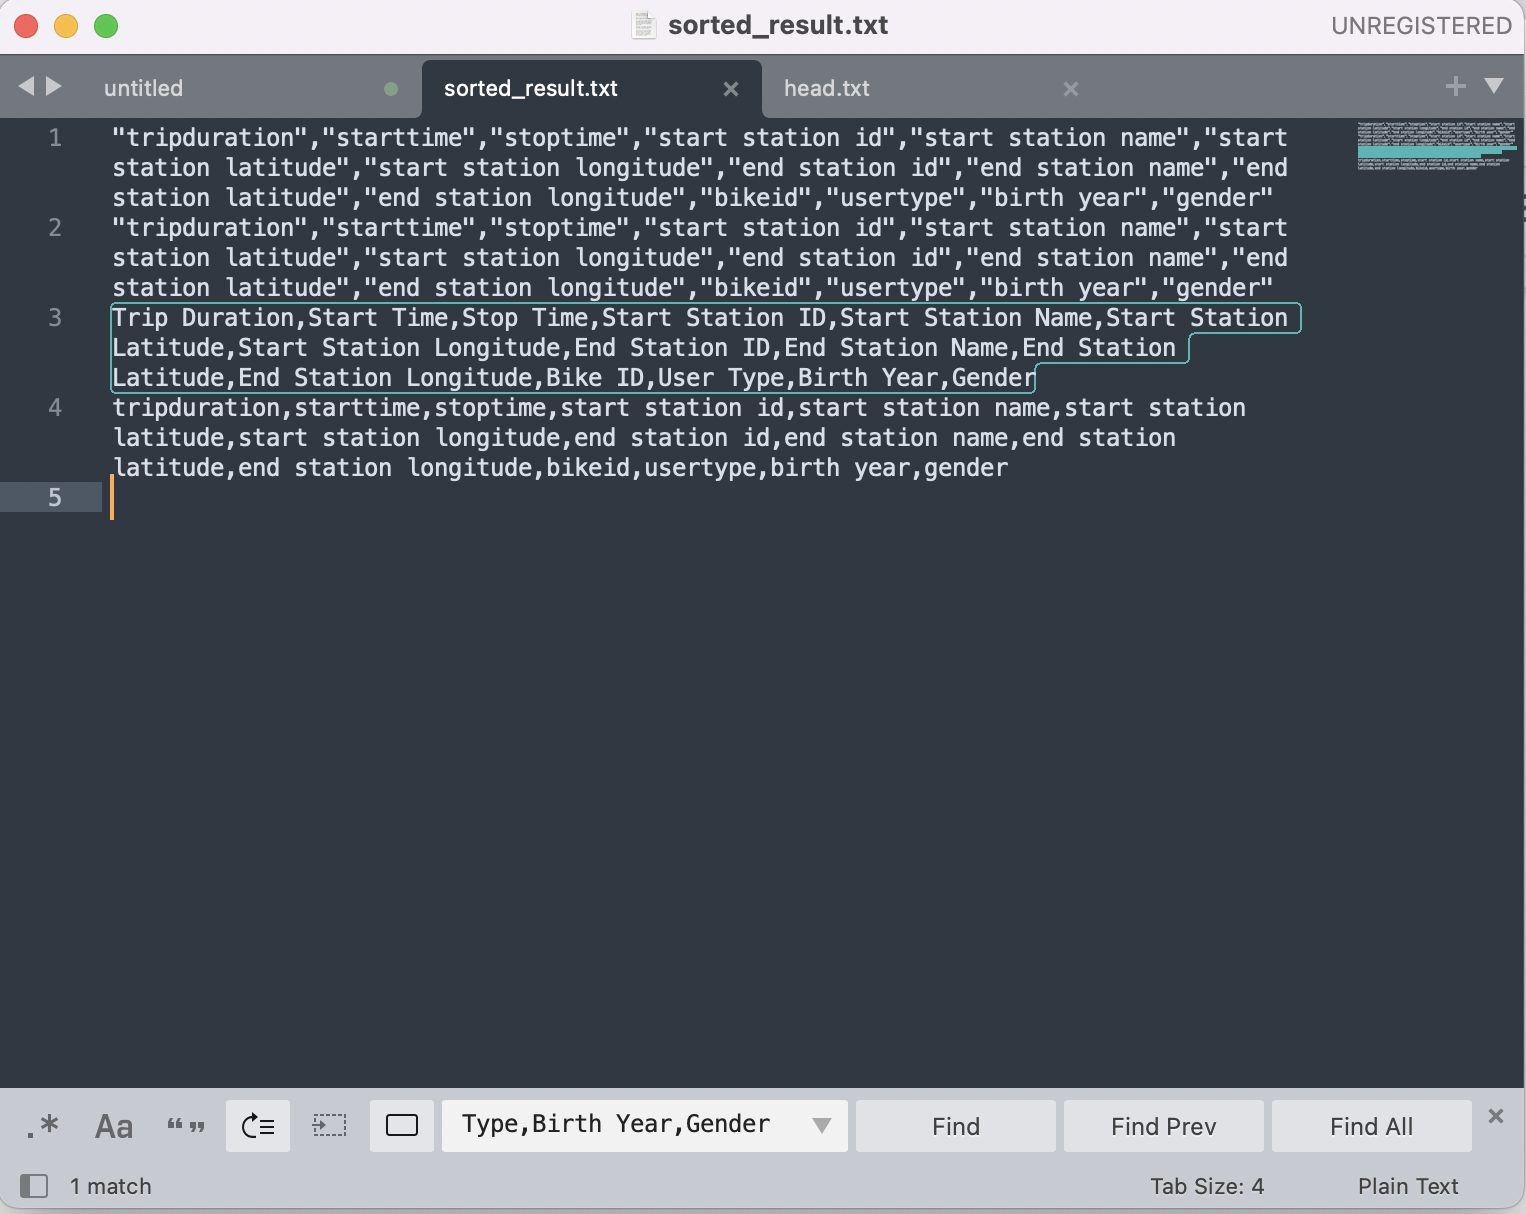 sorted_result.txt
UNREGISTERED
untitled
sorted_result.txt
head.txt
1 "tripduration","starttime","stoptime","start station id","start station name","start
station latitude","start station longitude","end station id","end station name","end
station latitude","end station longitude","bikeid","usertype","birth year","gender"
2 "tripduration","starttime","stoptime","start station id","start station name","start
station latitude","start station longitude","end station id","end station name","end
station latitude","end station longitude","bikeid","usertype","birth year","gender"
3 Trip Duration,Start Time,Stop Time,Start Station ID,Start Station Name,Start Station
Latitude,Start Station Longitude,End Station ID,End Station Name,End Station
Latitude,End Station Longitude,Bike ID,User Type,Birth Year,Gender
4 tripduration,starttime,stoptime,start station id,start station name,start station
latitude,start station longitude,end station id,end station name,end station
latitude,end station longitude,bikeid,usertype,birth year,gender
5
.* Aa “ ” Type,Birth Year,Gender Find Find Prev Find All
1 match Tab Size: 4 Plain Text